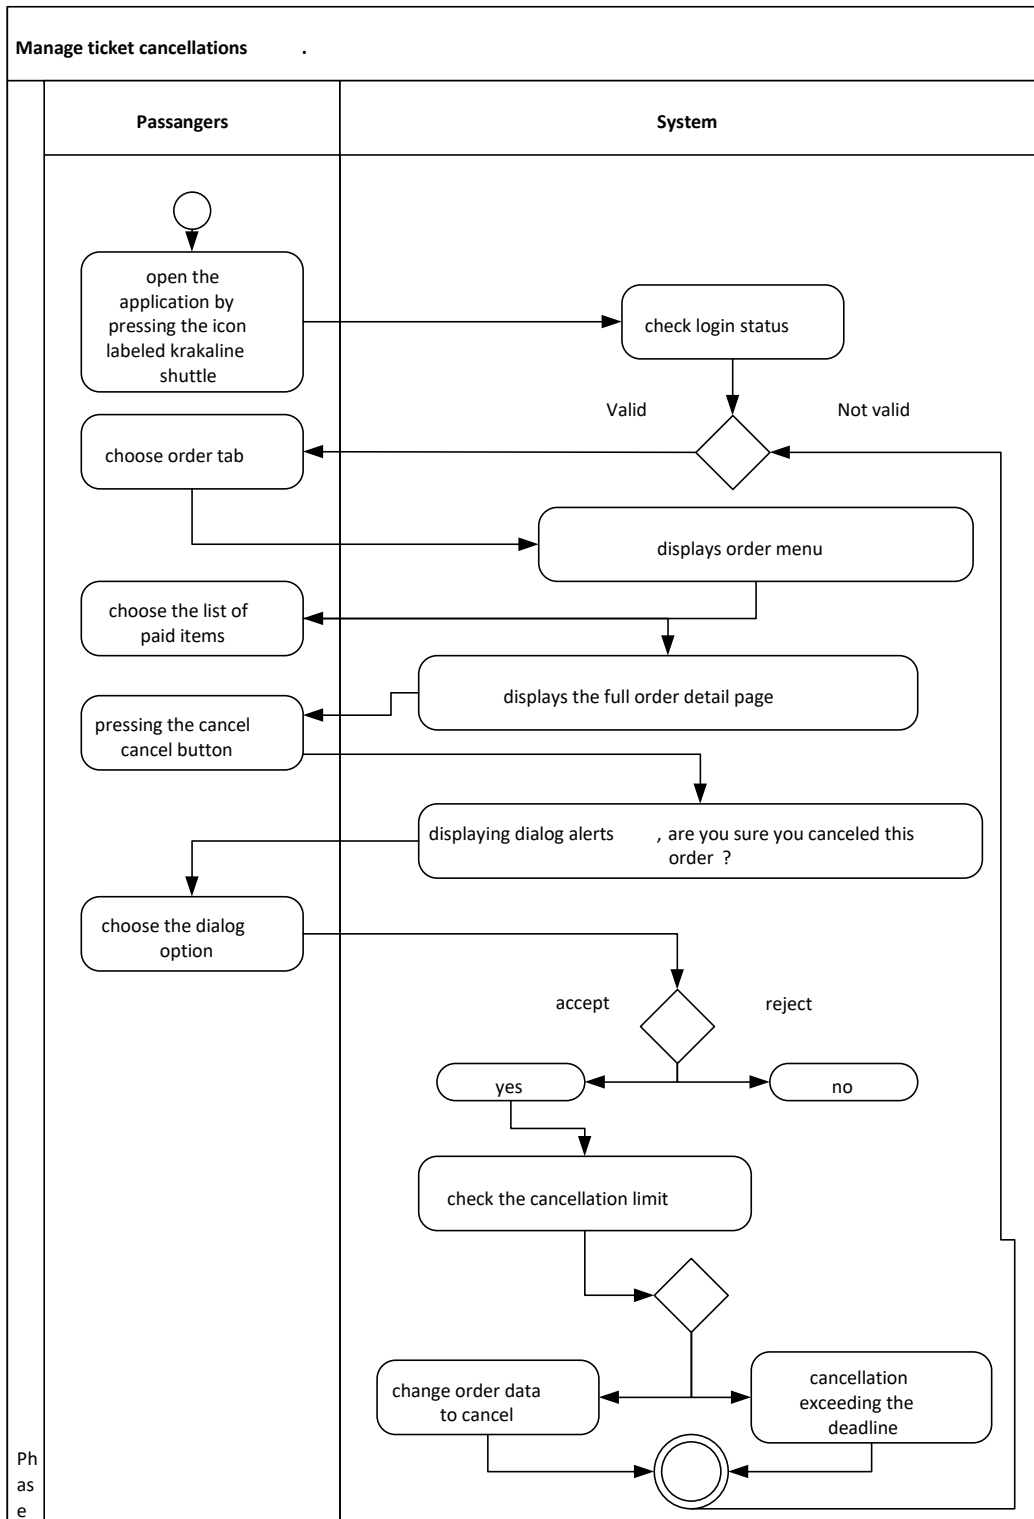 Manage ticket cancellations .
Passangers
System
open the
application by
pressing the icon
labeled krakaline
shuttle
check login status
Valid
Not valid
choose order tab
displays order menu
choose the list of
paid items
displays the full order detail page
pressing the cancel
cancel button
displaying dialog alerts , are you sure you canceled this
order ?
choose the dialog
option
accept
reject
yes
no
check the cancellation limit
change order data
to cancel
cancellation
exceeding the
deadline
Ph
as
e